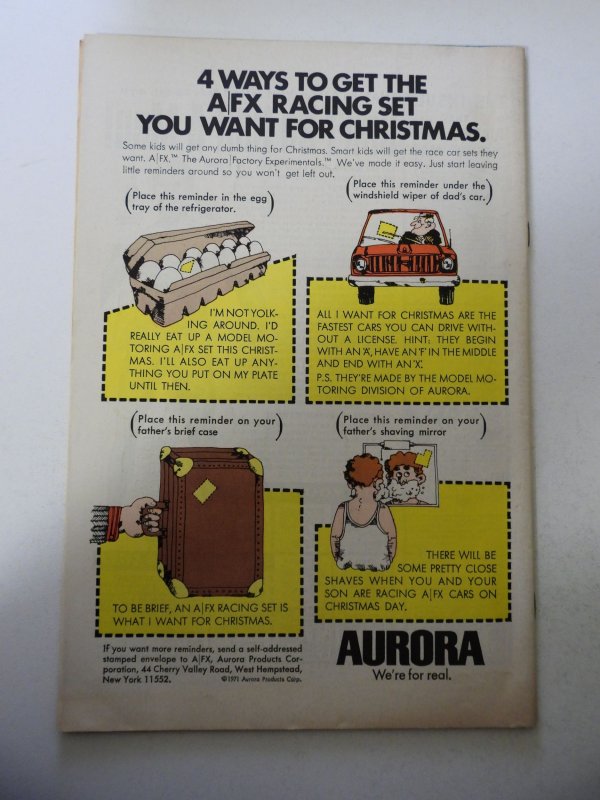 4 WAYS TO GET THE
A|FX RACING SET
YOU WANT FOR CHRISTMAS.
Some kids will get any dumb thing for Christmas. Smart kids will get the race car sets they
want. A|FX.™ The Aurora Factory Experimentals.™ We've made it easy. Just start leaving
little reminders around so you won't get left out.
(Place this reminder in the egg
tray of the refrigerator.)
(Place this reminder under the
windshield wiper of dad's car.)
I'M NOT YOLK-
ING AROUND. I'D
REALLY EAT UP A MODEL MO-
TORING A|FX SET THIS CHRIST-
MAS. I'LL ALSO EAT UP ANY-
THING YOU PUT ON MY PLATE
UNTIL THEN.
ALL I WANT FOR CHRISTMAS ARE THE
FASTEST CARS YOU CAN DRIVE WITH-
OUT A LICENSE. HINT: THEY BEGIN
WITH AN 'A', HAVE AN 'F' IN THE MIDDLE
AND END WITH AN 'X'.
P.S. THEY'RE MADE BY THE MODEL MO-
TORING DIVISION OF AURORA.
(Place this reminder on your
father's brief case)
(Place this reminder on your
father's shaving mirror)
TO BE BRIEF, AN A|FX RACING SET IS
WHAT I WANT FOR CHRISTMAS.
THERE WILL BE
SOME PRETTY CLOSE
SHAVES WHEN YOU AND YOUR
SON ARE RACING A|FX CARS ON
CHRISTMAS DAY.
If you want more reminders, send a self-addressed
stamped envelope to A|FX, Aurora Products Cor-
poration, 44 Cherry Valley Road, West Hempstead,
New York 11552. ©1971 Aurora Products Corp.
AURORA
We're for real.